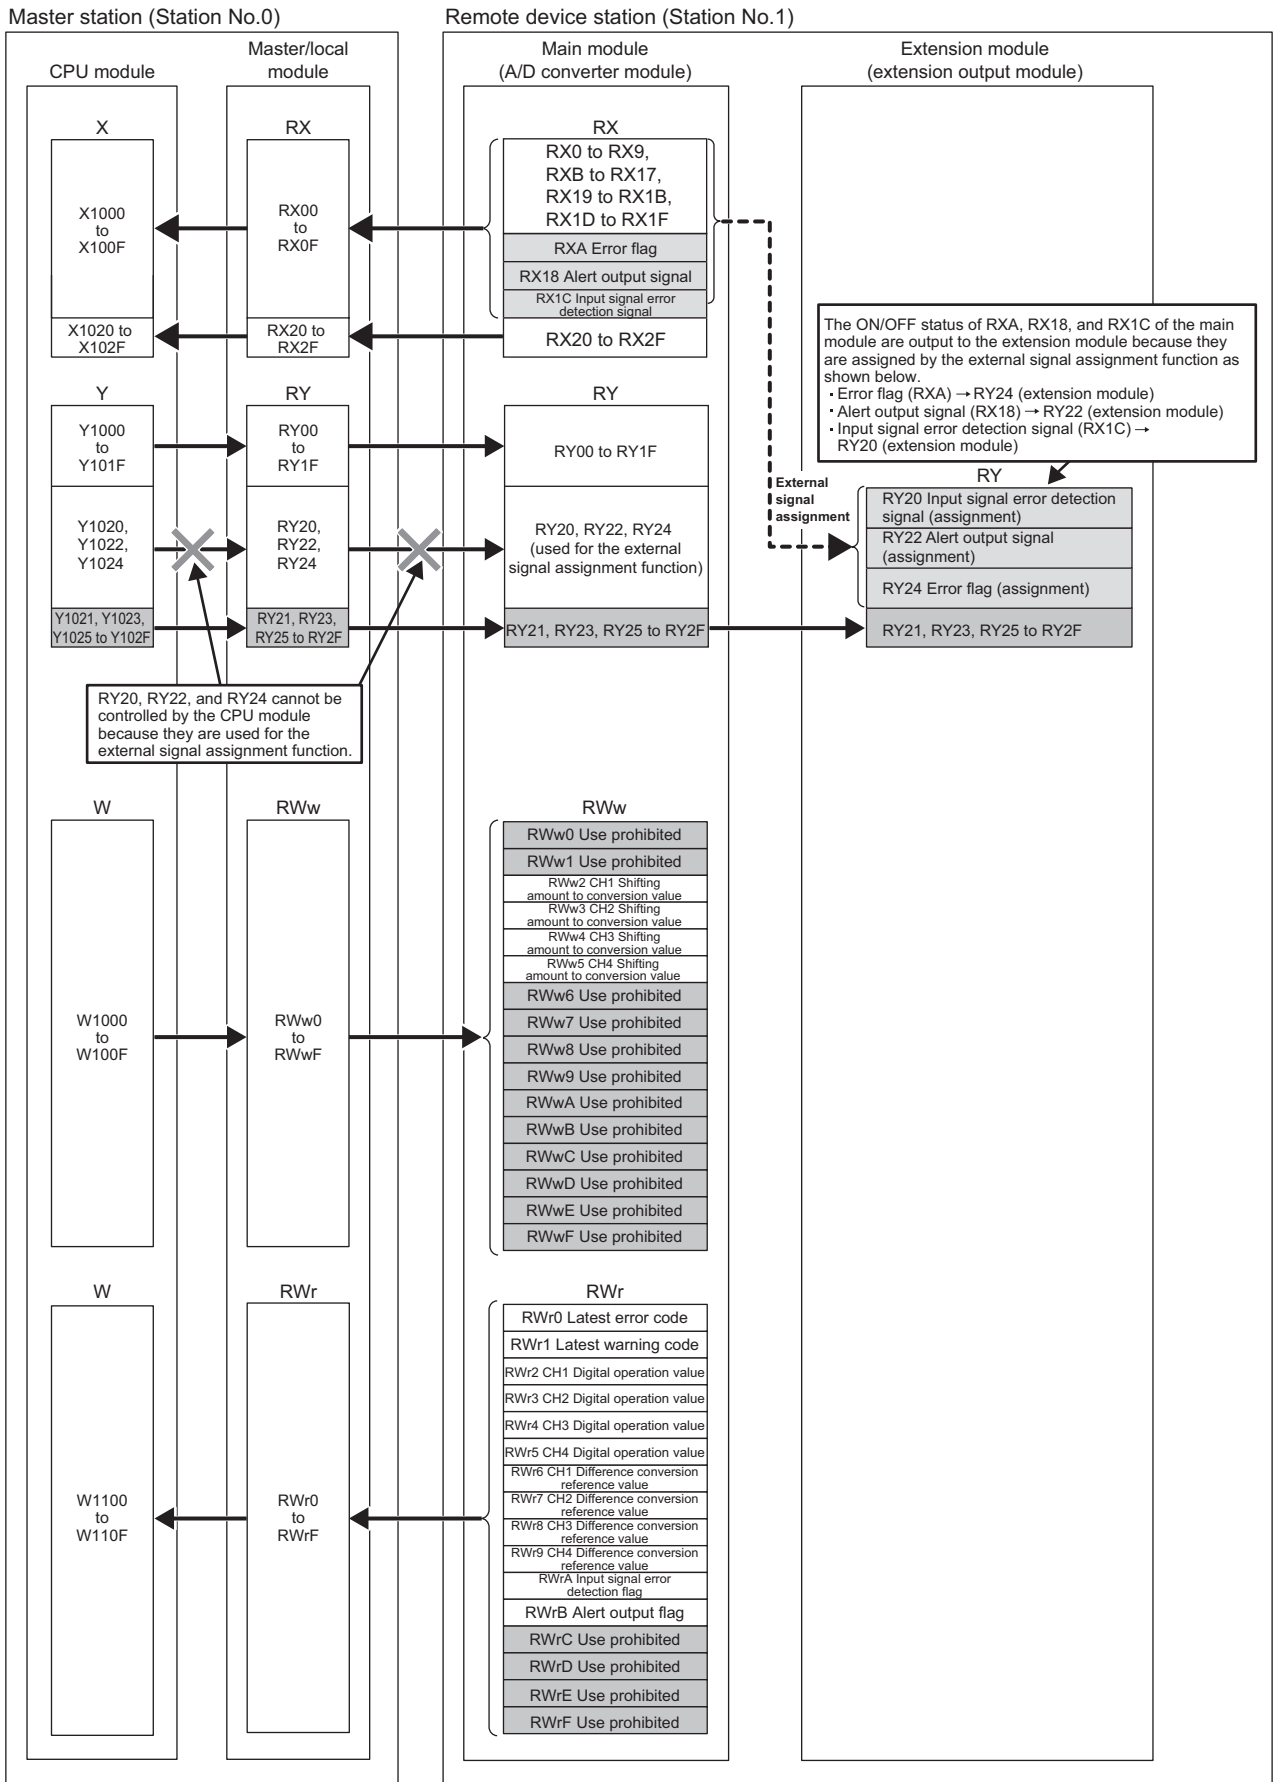 Master station (Station No.0)
Remote device station (Station No.1)
CPU module
Master/local
module
Main module
(A/D converter module)
Extension module
(extension output module)
X
RX
RX
X1000
to
X100F
RX00
to
RX0F
RX0 to RX9,
RXB to RX17,
RX19 to RX1B,
RX1D to RX1F
RXA Error flag
RX18 Alert output signal
RX1C Input signal error
detection signal
X1020 to
X102F
RX20 to
RX2F
RX20 to RX2F
The ON/OFF status of RXA, RX18, and RX1C of the main
module are output to the extension module because they
are assigned by the external signal assignment function as
shown below.
· Error flag (RXA) → RY24 (extension module)
· Alert output signal (RX18) → RY22 (extension module)
· Input signal error detection signal (RX1C) →
RY20 (extension module)
Y
RY
RY
Y1000
to
Y101F
RY00
to
RY1F
RY00 to RY1F
External
signal
assignment
RY
RY20 Input signal error detection
signal (assignment)
RY22 Alert output signal
(assignment)
RY24 Error flag (assignment)
Y1020,
Y1022,
Y1024
RY20,
RY22,
RY24
RY20, RY22, RY24
(used for the external
signal assignment function)
Y1021, Y1023,
Y1025 to Y102F
RY21, RY23,
RY25 to RY2F
RY21, RY23, RY25 to RY2F
RY21, RY23, RY25 to RY2F
RY20, RY22, and RY24 cannot be
controlled by the CPU module
because they are used for the
external signal assignment function.
W
RWw
RWw
W1000
to
W100F
RWw0
to
RWwF
RWw0 Use prohibited
RWw1 Use prohibited
RWw2 CH1 Shifting
amount to conversion value
RWw3 CH2 Shifting
amount to conversion value
RWw4 CH3 Shifting
amount to conversion value
RWw5 CH4 Shifting
amount to conversion value
RWw6 Use prohibited
RWw7 Use prohibited
RWw8 Use prohibited
RWw9 Use prohibited
RWwA Use prohibited
RWwB Use prohibited
RWwC Use prohibited
RWwD Use prohibited
RWwE Use prohibited
RWwF Use prohibited
W
RWr
RWr
W1100
to
W110F
RWr0
to
RWrF
RWr0 Latest error code
RWr1 Latest warning code
RWr2 CH1 Digital operation value
RWr3 CH2 Digital operation value
RWr4 CH3 Digital operation value
RWr5 CH4 Digital operation value
RWr6 CH1 Difference conversion
reference value
RWr7 CH2 Difference conversion
reference value
RWr8 CH3 Difference conversion
reference value
RWr9 CH4 Difference conversion
reference value
RWrA Input signal error
detection flag
RWrB Alert output flag
RWrC Use prohibited
RWrD Use prohibited
RWrE Use prohibited
RWrF Use prohibited